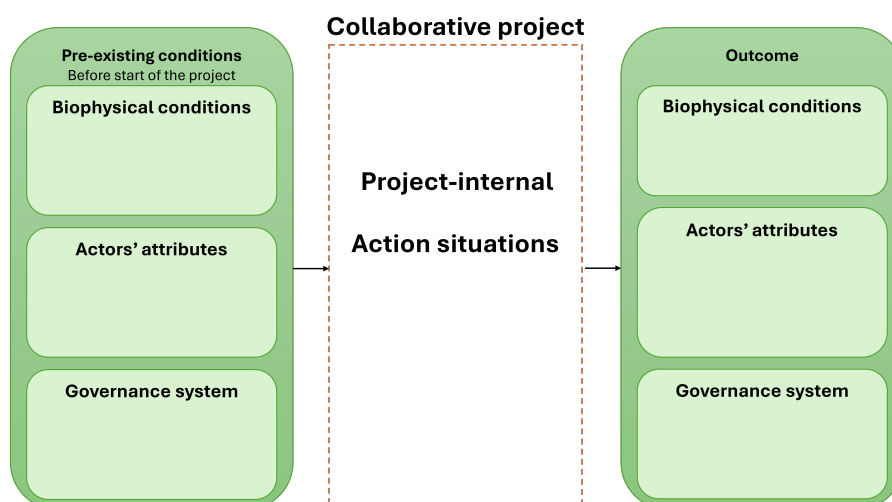 Collaborative project
Pre-existing conditions
Before start of the project
Biophysical conditions
Actors’ attributes
Governance system
Project-internal
Action situations
Outcome
Biophysical conditions
Actors’ attributes
Governance system